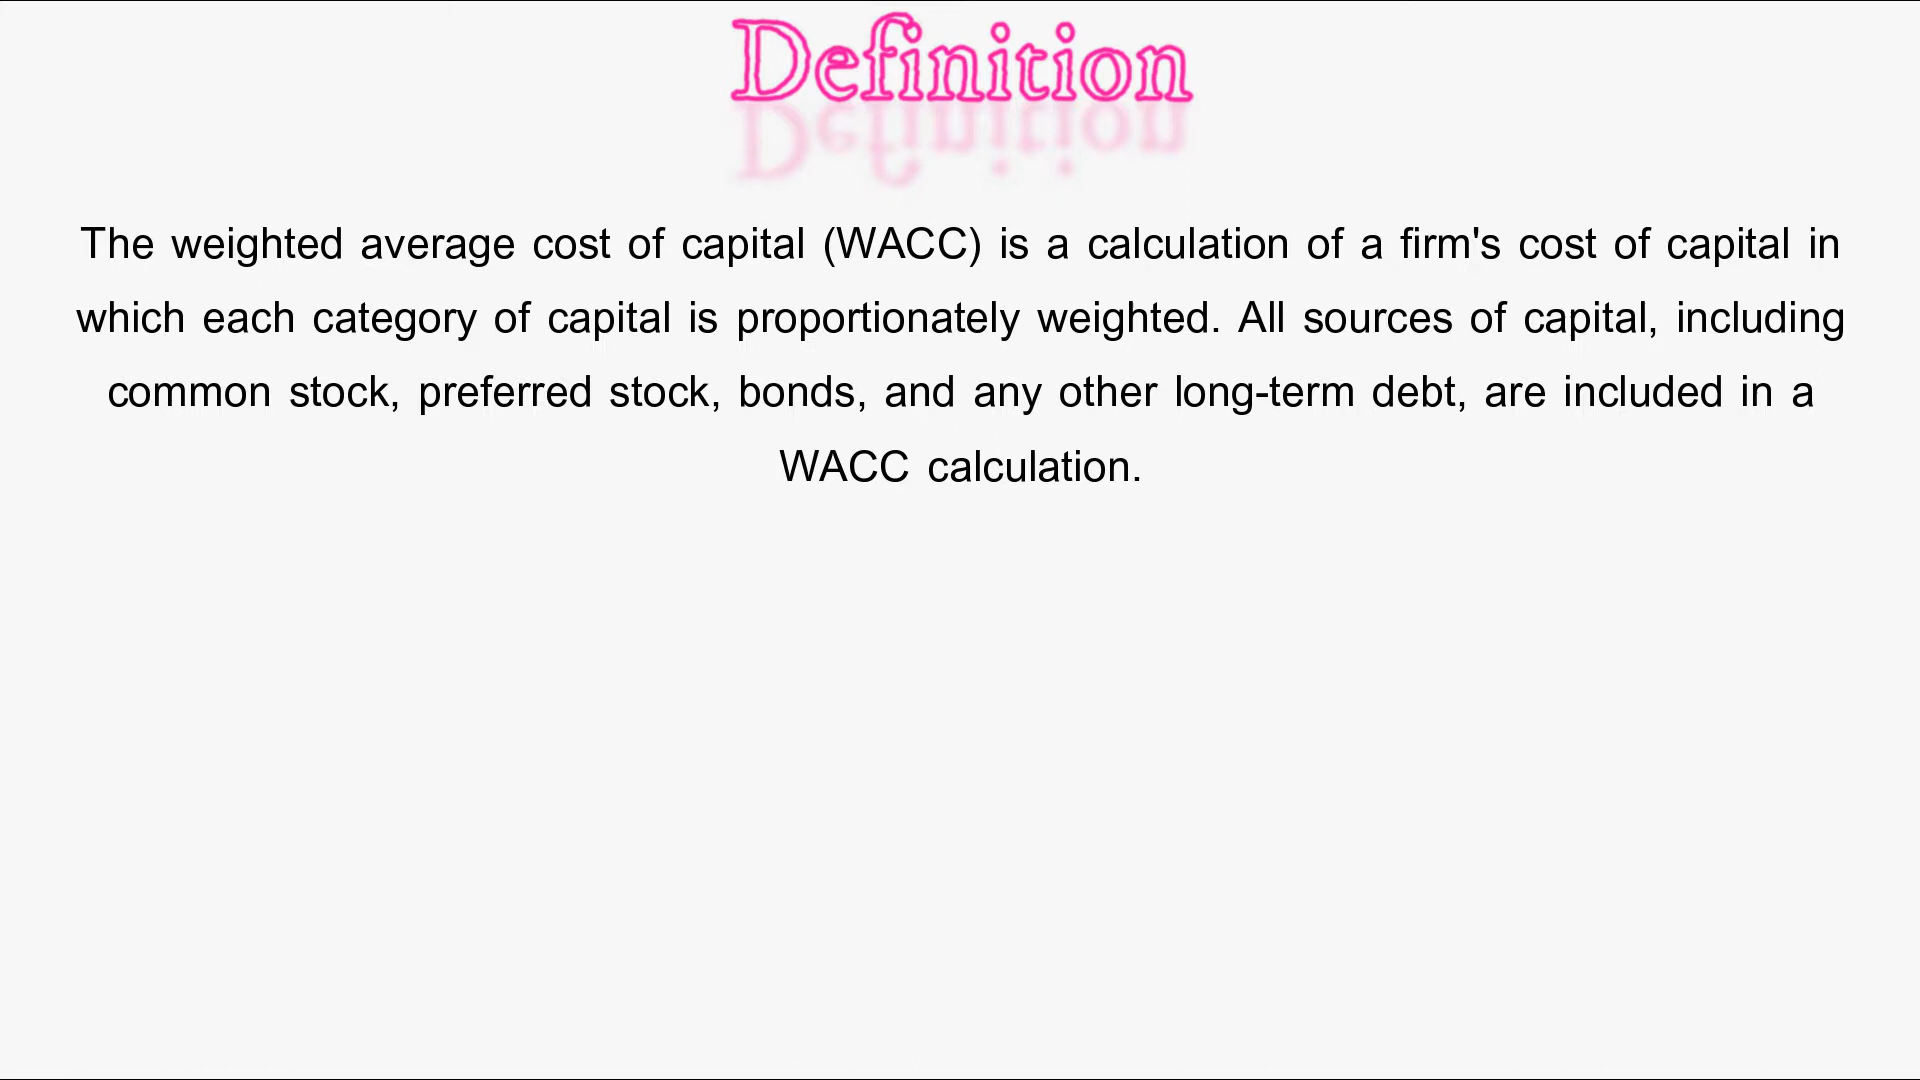 Definition
The weighted average cost of capital (WACC) is a calculation of a firm's cost of capital in
which each category of capital is proportionately weighted. All sources of capital, including
common stock, preferred stock, bonds, and any other long-term debt, are included in a
WACC calculation.